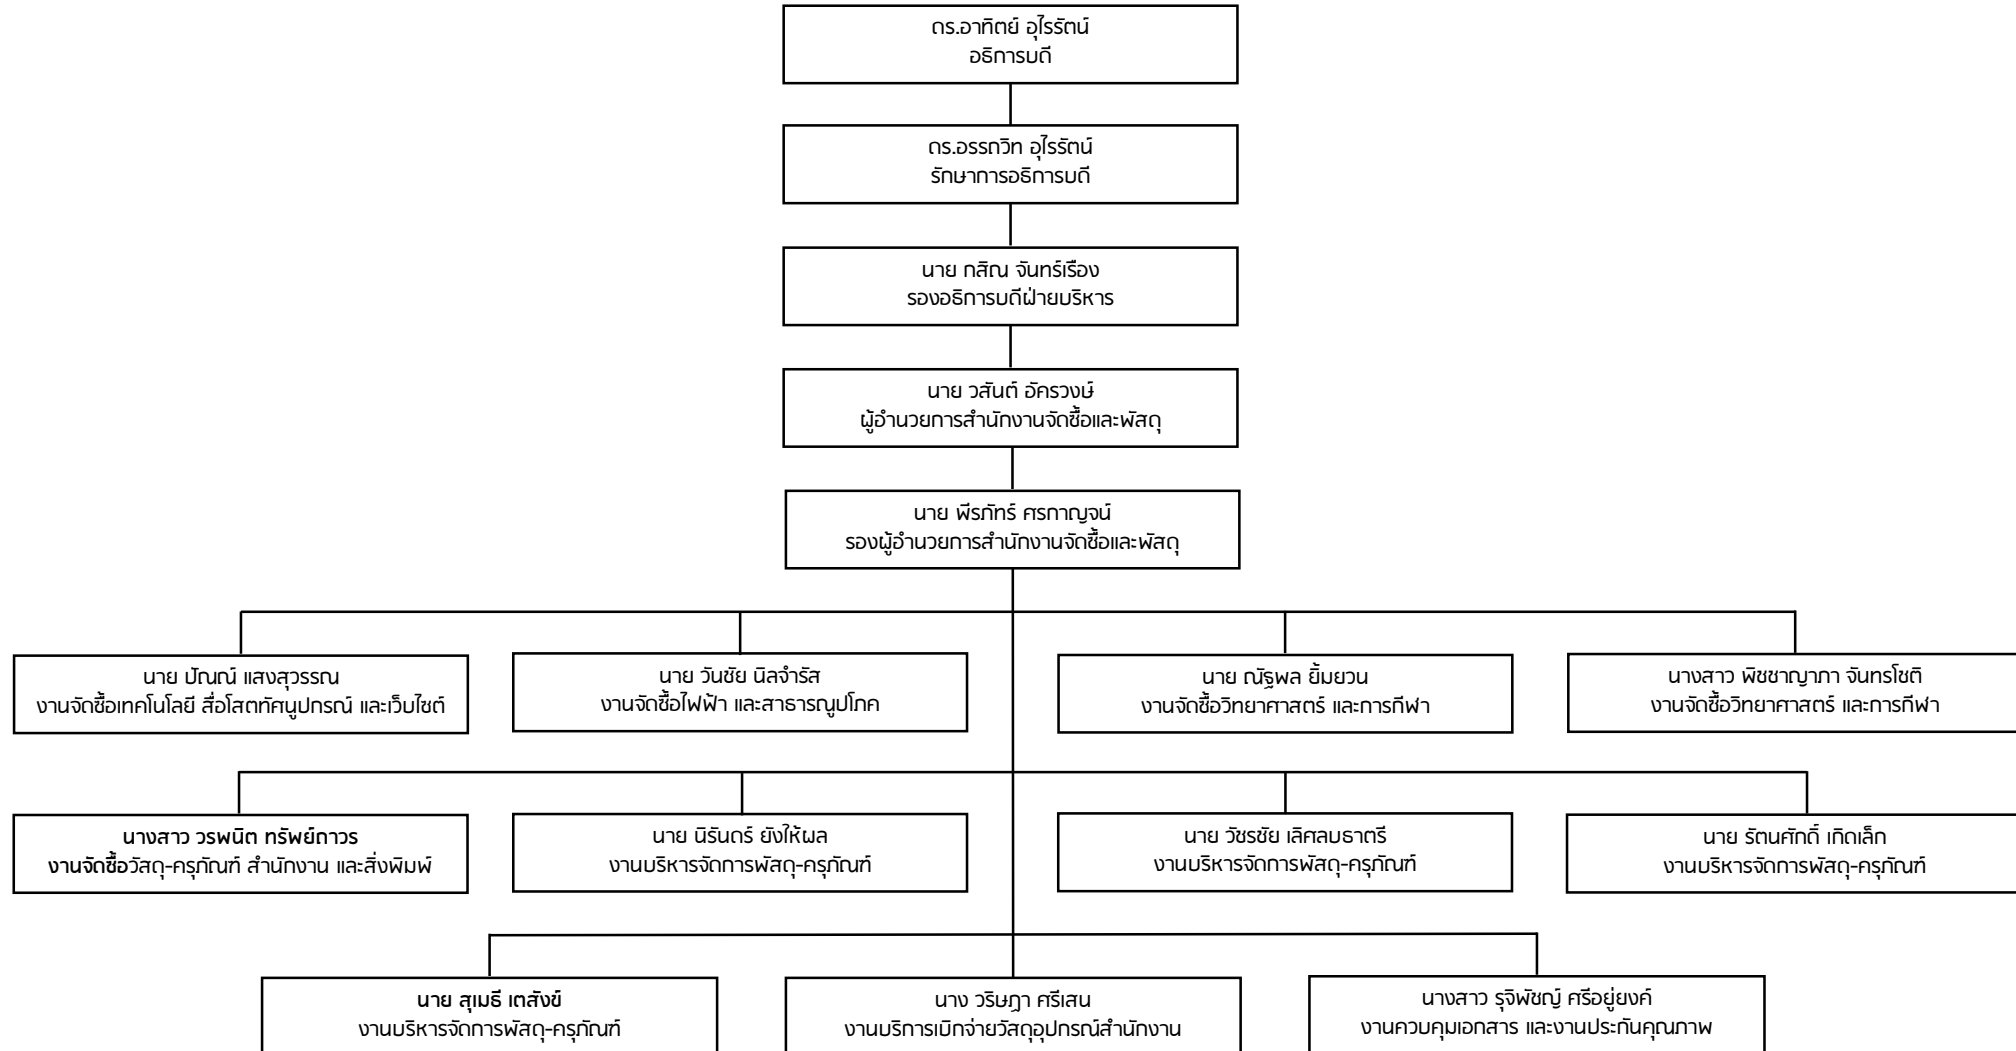 ดร.อาทิตย์ อุไรรัตน์
อธิการบดี
ดร.อรรถวิท อุไรรัตน์
รักษาการอธิการบดี
นาย กสิณ จันทร์เรือง
รองอธิการบดีฝ่ายบริหาร
นาย วสันต์ อัครวงษ์
ผู้อำนวยการสำนักงานจัดซื้อและพัสดุ
นาย พีรภัทร์ ศรกาญจน์
รองผู้อำนวยการสำนักงานจัดซื้อและพัสดุ
นาย ปัณณ์ แสงสุวรรณ
งานจัดซื้อเทคโนโลยี สื่อโสตทัศนูปกรณ์ และเว็บไซต์
นาย วันชัย นิลจำรัส
งานจัดซื้อไฟฟ้า และสาธารณูปโภค
นาย ณัฐพล ยิ้มยวน
งานจัดซื้อวิทยาศาสตร์ และการกีฬา
นางสาว พิชชาญาภา จันทรโชติ
งานจัดซื้อวิทยาศาสตร์ และการกีฬา
นางสาว วรพนิต ทรัพย์ถาวร
งานจัดซื้อวัสดุ-ครุภัณฑ์ สำนักงาน และสิ่งพิมพ์
นาย นิรันดร์ ยังให้ผล
งานบริหารจัดการพัสดุ-ครุภัณฑ์
นาย วัชรชัย เลิศลบธาตรี
งานบริหารจัดการพัสดุ-ครุภัณฑ์
นาย รัตนศักดิ์ เกิดเล็ก
งานบริหารจัดการพัสดุ-ครุภัณฑ์
นาย สุเมธี เตสังข์
งานบริหารจัดการพัสดุ-ครุภัณฑ์
นาง วริษฎา ศรีเสน
งานบริการเบิกจ่ายวัสดุอุปกรณ์สำนักงาน
นางสาว รุจิพัชญ์ ศรีอยู่ยงค์
งานควบคุมเอกสาร และงานประกันคุณภาพ